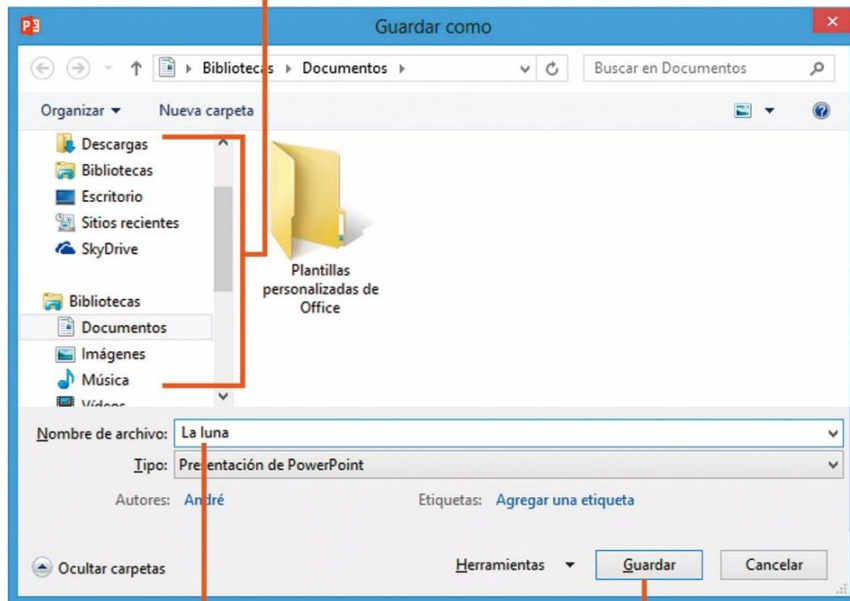 Guardar como
Bibliotecas Documentos
Buscar en Documentos
Organizar
Nueva carpeta
Descargas
Bibliotecas
Escritorio
Sitios recientes
SkyDrive
Bibliotecas
Documentos
Imágenes
Música
Vídeos
Plantillas
personalizadas de
Office
Nombre de archivo: La luna
Tipo: Presentación de PowerPoint
Autores: André
Etiquetas: Agregar una etiqueta
Ocultar carpetas
Herramientas
Guardar
Cancelar